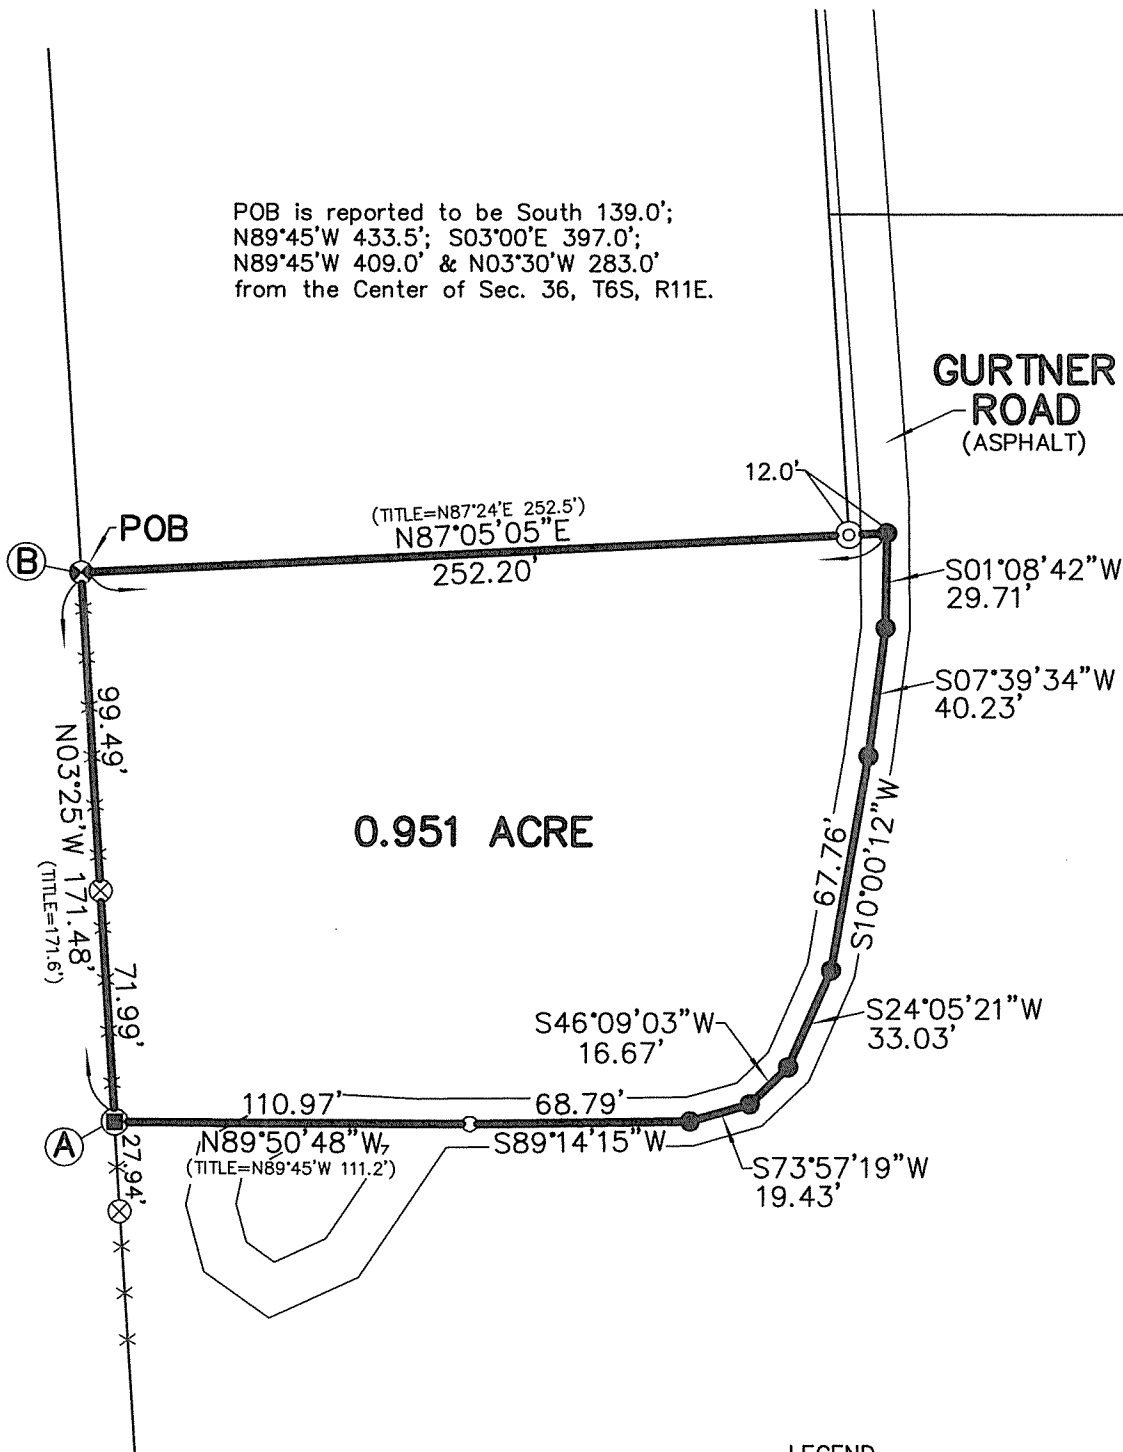 POB is reported to be South 139.0';
N89°45'W 433.5'; S03°00'E 397.0';
N89°45'W 409.0' & N03°30'W 283.0'
from the Center of Sec. 36, T6S, R11E.
GURTNER
ROAD
(ASPHALT)
12.0'
(TITLE=N87°24'E 252.5')
N87°05'05"E
252.20'
POB
B
S01°08'42"W
29.71'
S07°39'34"W
40.23'
99.49'
N03°25'W 171.48'
(TITLE=171.6')
71.99'
0.951 ACRE
67.76'
S10°00'12"W
S24°05'21"W
33.03'
S46°09'03"W
16.67'
110.97'
68.79'
N89°50'48"W
(TITLE=N89°45'W 111.2')
S89°14'15"W
A
27.94'
S73°57'19"W
19.43'
LEGEND